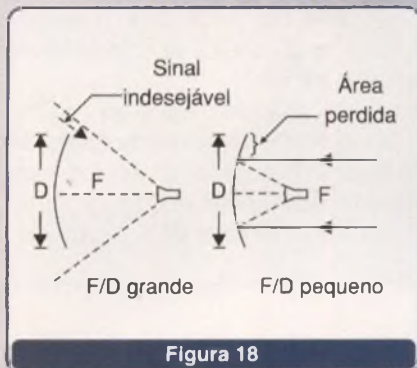 Sinal
indesejável
Área
perdida
D
F
D
F
F/D grande
F/D pequeno
Figura 18